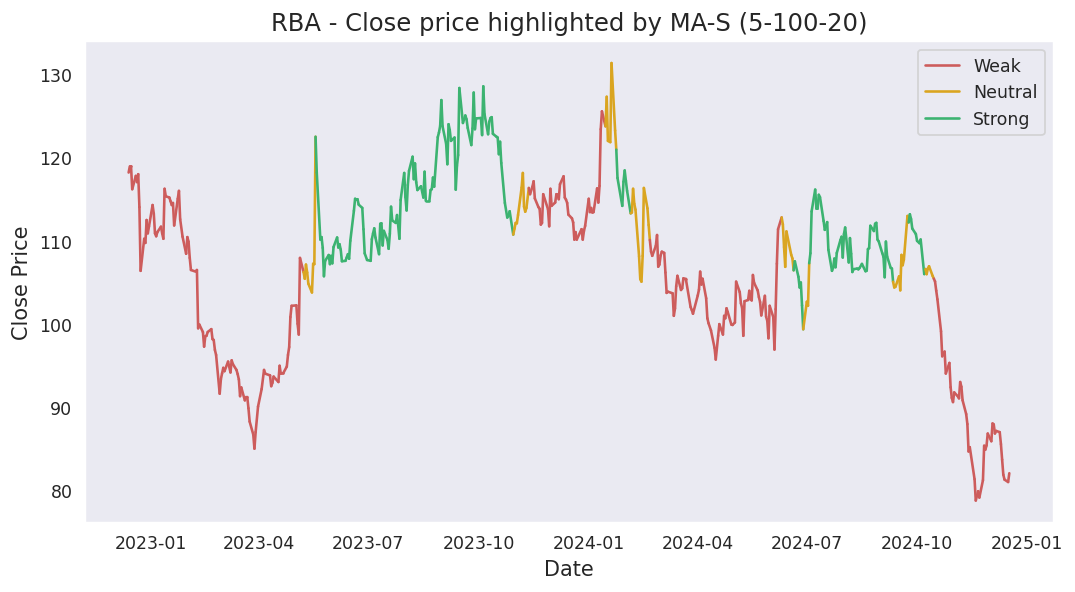 RBA - Close price highlighted by MA-S (5-100-20)
Weak
Neutral
Strong
Close Price
130
120
110
100
90
80
2023-01 2023-04 2023-07 2023-10 2024-01 2024-04 2024-07 2024-10 2025-01
Date